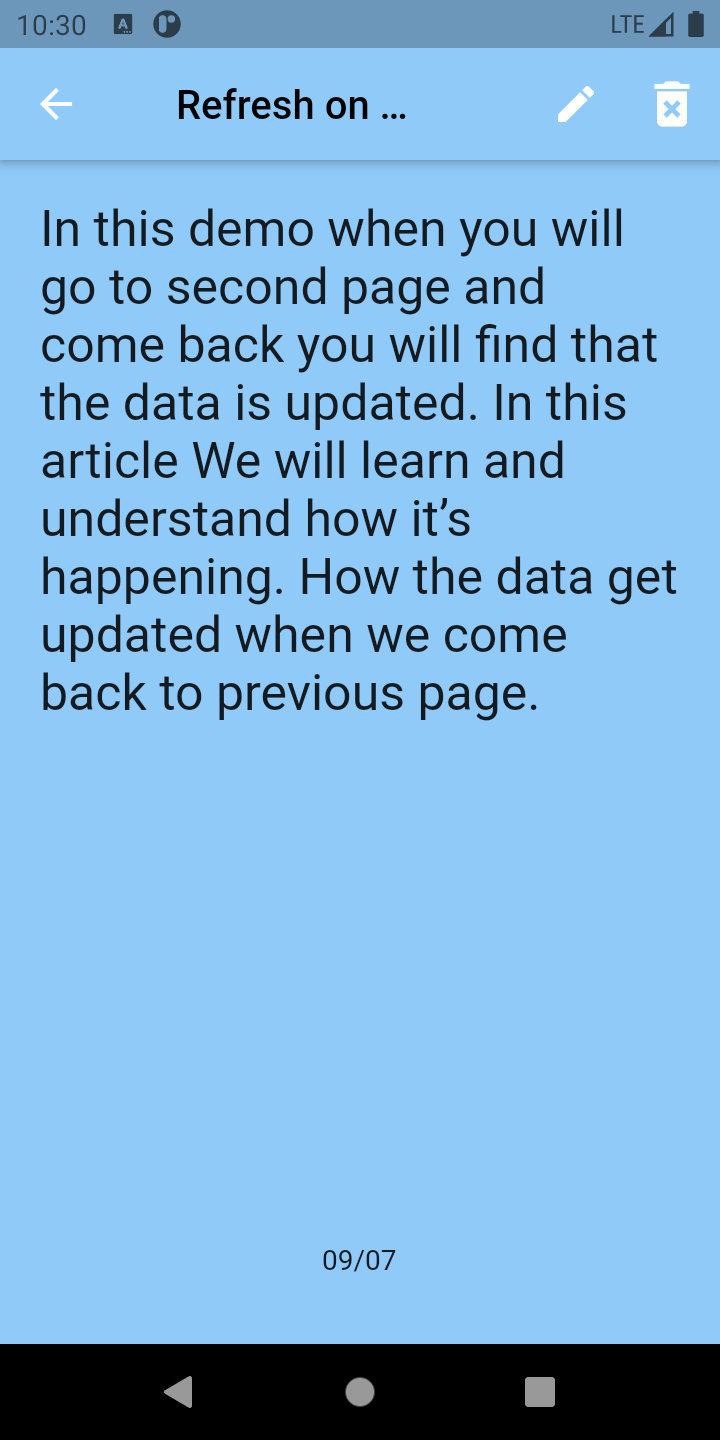 10:30
LTE
Refresh on ...
In this demo when you will
go to second page and
come back you will find that
the data is updated. In this
article We will learn and
understand how it’s
happening. How the data get
updated when we come
back to previous page.
09/07